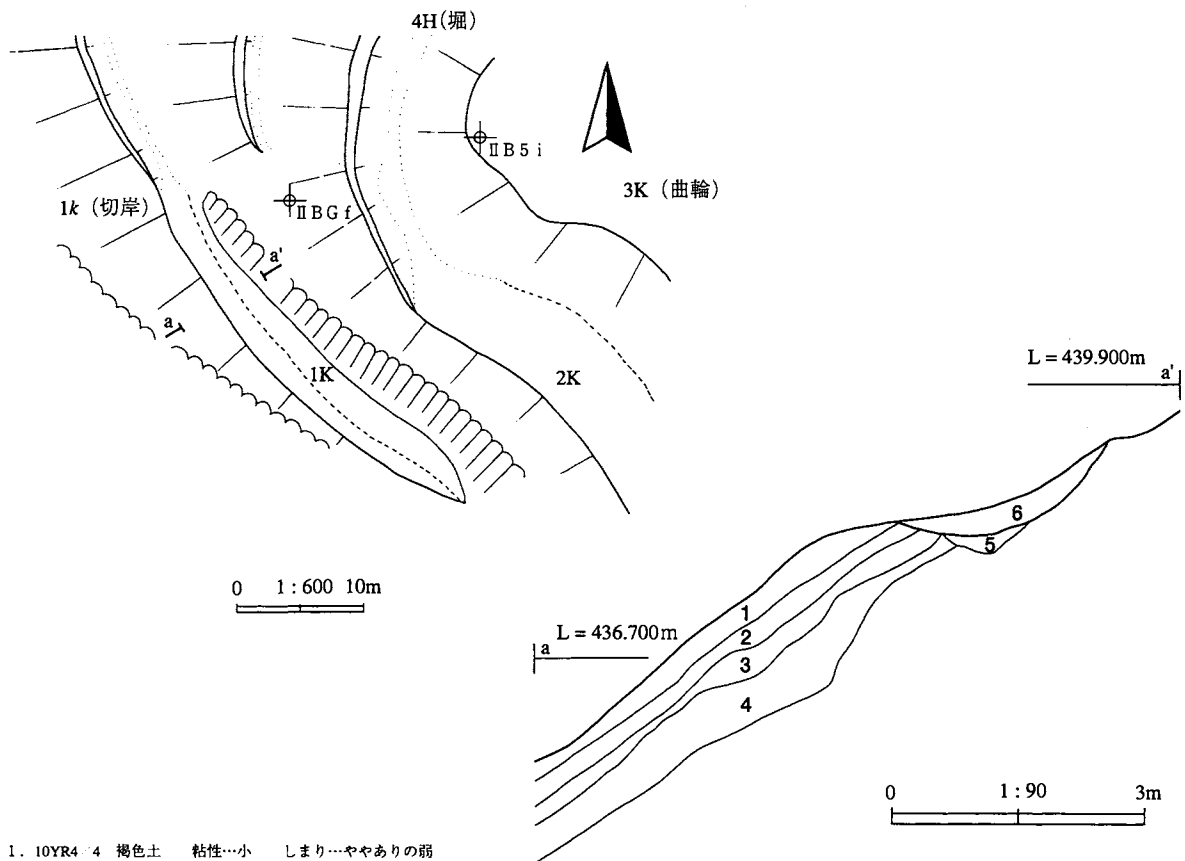 4H(堀)
ⅡB5i
3K (曲輪)
1k (切岸)
ⅡBGf
a'
a
1K
2K
L = 439.900m
a'
6
5
0 1 : 600 10m
1
L = 436.700m
2
a
3
4
0 1 : 90 3m
1. 10YR4/4 褐色土 粘性…小 しまり…ややありの弱